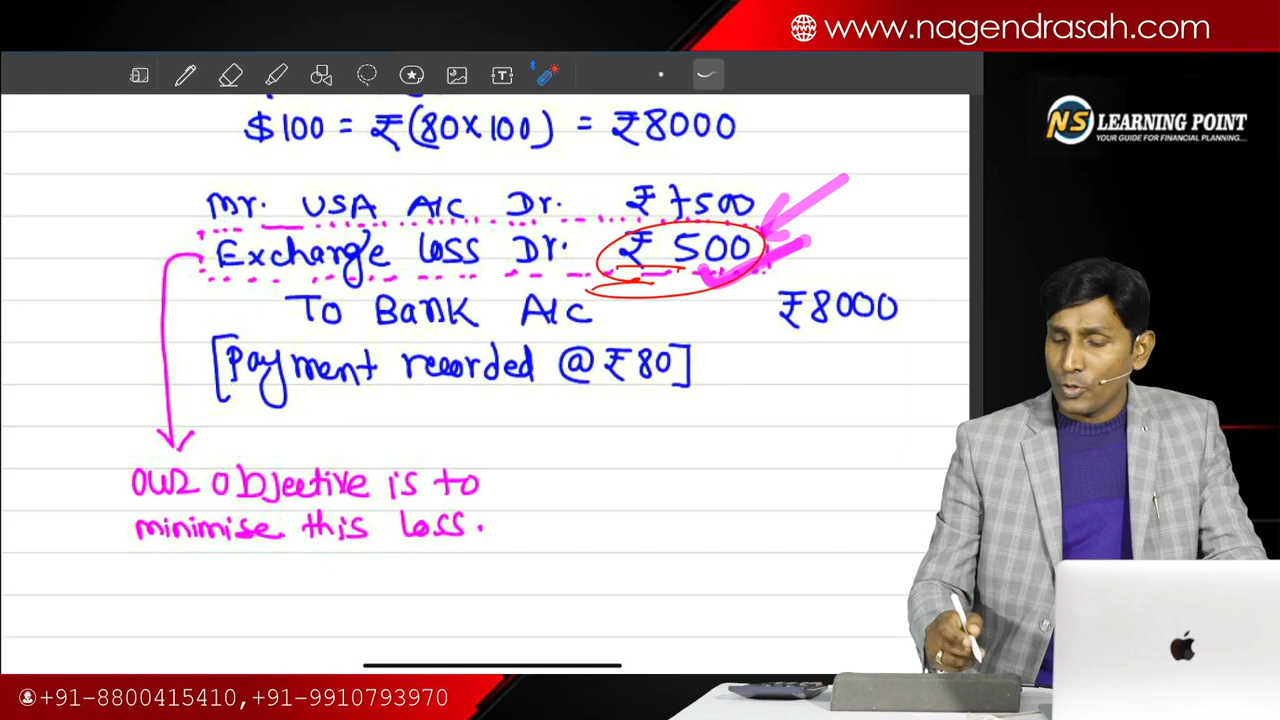 www.nagendrasah.com
T
$100 = ₹(80×100) = ₹8000
NS LEARNING POINT
YOUR GUIDE FOR FINANCIAL PLANNING....
Mr. USA A/C Dr. ₹7500
Exchange loss Dr. ₹500
To Bank A/C ₹8000
[Payment recorded @ ₹80]
our objective is to
minimise this loss.
+91-8800415410,+91-9910793970